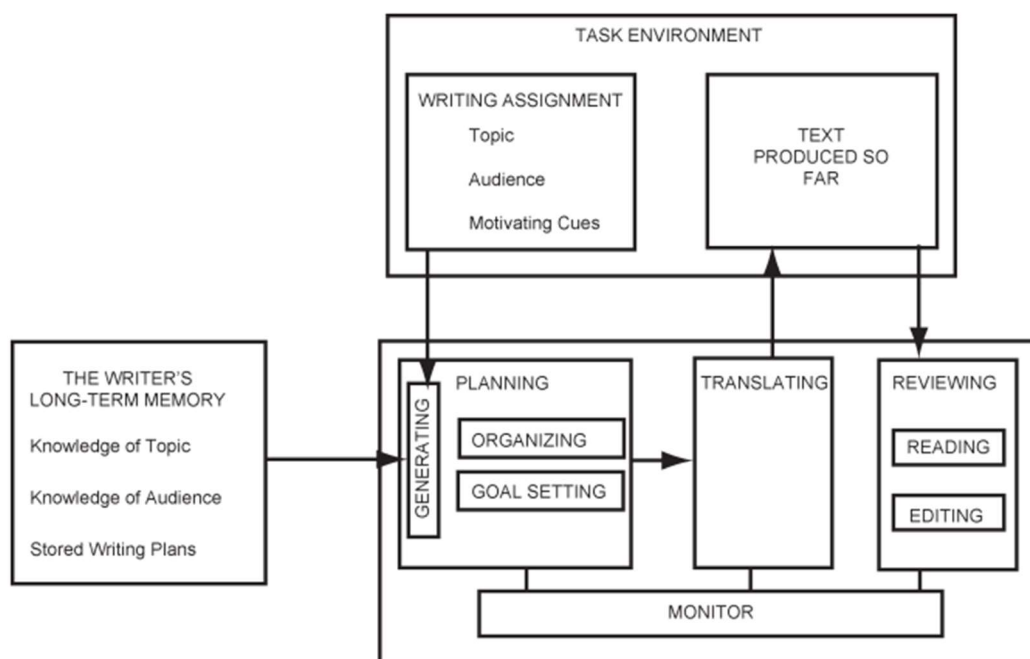 TASK ENVIRONMENT
WRITING ASSIGNMENT
Topic
Audience
Motivating Cues
TEXT
PRODUCED SO
FAR
THE WRITER'S
LONG-TERM MEMORY
Knowledge of Topic
Knowledge of Audience
Stored Writing Plans
PLANNING
GENERATING
ORGANIZING
GOAL SETTING
TRANSLATING
REVIEWING
READING
EDITING
MONITOR